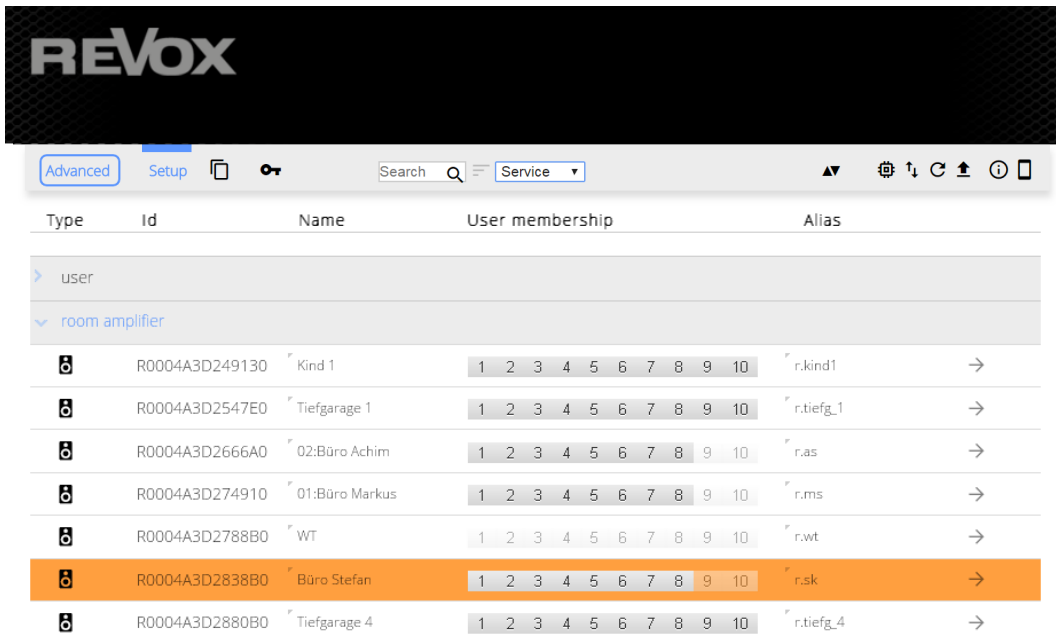 REVOX
Advanced Setup Search Service
Type Id Name User membership Alias
user
room amplifier
R0004A3D249130 Kind 1 1 2 3 4 5 6 7 8 9 10 r.kind1
R0004A3D2547E0 Tiefgarage 1 1 2 3 4 5 6 7 8 9 10 r.tiefg_1
R0004A3D2666A0 02:Büro Achim 1 2 3 4 5 6 7 8 9 10 r.as
R0004A3D274910 01:Büro Markus 1 2 3 4 5 6 7 8 9 10 r.ms
R0004A3D2788B0 WT 1 2 3 4 5 6 7 8 9 10 r.wt
R0004A3D2838B0 Büro Stefan 1 2 3 4 5 6 7 8 9 10 r.sk
R0004A3D2880B0 Tiefgarage 4 1 2 3 4 5 6 7 8 9 10 r.tiefg_4